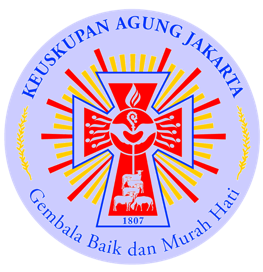 KEUSKUPAN AGUNG JAKARTA
1807
Gembala Baik dan Murah Hati